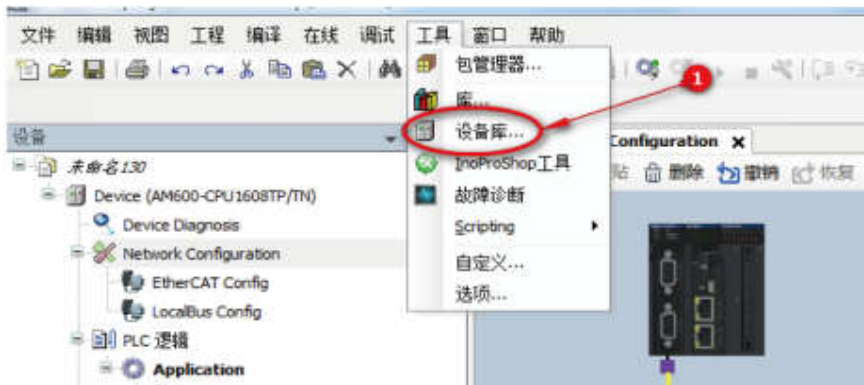 文件 编辑 视图 工程 编译 在线 调试 工具 窗口 帮助
包管理器...
库...
1
设备库...
设备
Configuration
InoProShop工具
贴 删除 撤销 恢复
未命名130
故障诊断
Device (AM600-CPU1608TP/TN)
Scripting
Device Diagnosis
Network Configuration
自定义...
EtherCAT Config
选项...
LocalBus Config
PLC 逻辑
Application